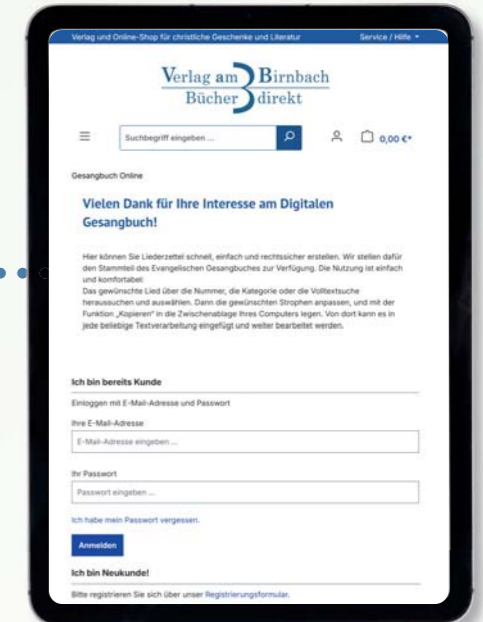 Verlag und Online-Shop für christliche Geschenke und Literatur Service / Hilfe
Verlag am Birnbach
Bücher direkt
Suchbegriff eingeben ... 0,00 €*
Gesangbuch Online
Vielen Dank für Ihre Interesse am Digitalen
Gesangbuch!
Hier können Sie Liederzettel schnell, einfach und rechtssicher erstellen. Wir stellen dafür
den Stammteil des Evangelischen Gesangbuches zur Verfügung. Die Nutzung ist einfach
und komfortabel:
Das gewünschte Lied über die Nummer, die Kategorie oder die Volltextsuche
heraussuchen und auswählen. Dann die gewünschten Strophen anpassen, und mit der
Funktion „Kopieren" in die Zwischenablage Ihres Computers legen. Von dort kann es in
jede beliebige Textverarbeitung eingefügt und weiter bearbeitet werden.
Ich bin bereits Kunde
Einloggen mit E-Mail-Adresse und Passwort
Ihre E-Mail-Adresse
E-Mail-Adresse eingeben ...
Ihr Passwort
Passwort eingeben ...
Ich habe mein Passwort vergessen.
Anmelden
Ich bin Neukunde!
Bitte registrieren Sie sich über unser Registrierungsformular.